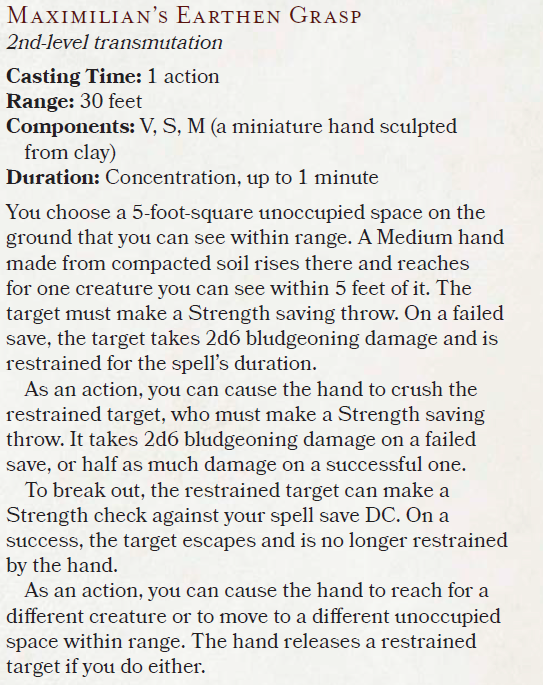 Maximilian's Earthen Grasp
2nd-level transmutation
Casting Time: 1 action
Range: 30 feet
Components: V, S, M (a miniature hand sculpted
from clay)
Duration: Concentration, up to 1 minute
You choose a 5-foot-square unoccupied space on the
ground that you can see within range. A Medium hand
made from compacted soil rises there and reaches
for one creature you can see within 5 feet of it. The
target must make a Strength saving throw. On a failed
save, the target takes 2d6 bludgeoning damage and is
restrained for the spell's duration.
As an action, you can cause the hand to crush the
restrained target, who must make a Strength saving
throw. It takes 2d6 bludgeoning damage on a failed
save, or half as much damage on a successful one.
To break out, the restrained target can make a
Strength check against your spell save DC. On a
success, the target escapes and is no longer restrained
by the hand.
As an action, you can cause the hand to reach for a
different creature or to move to a different unoccupied
space within range. The hand releases a restrained
target if you do either.